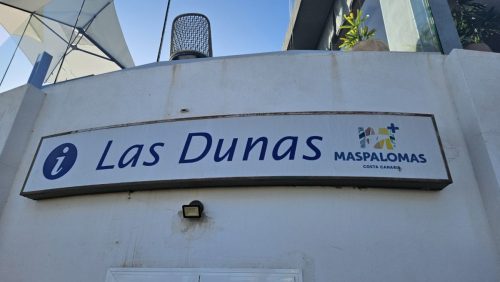 i Las Dunas
MASPALOMAS
COSTA CANARIA